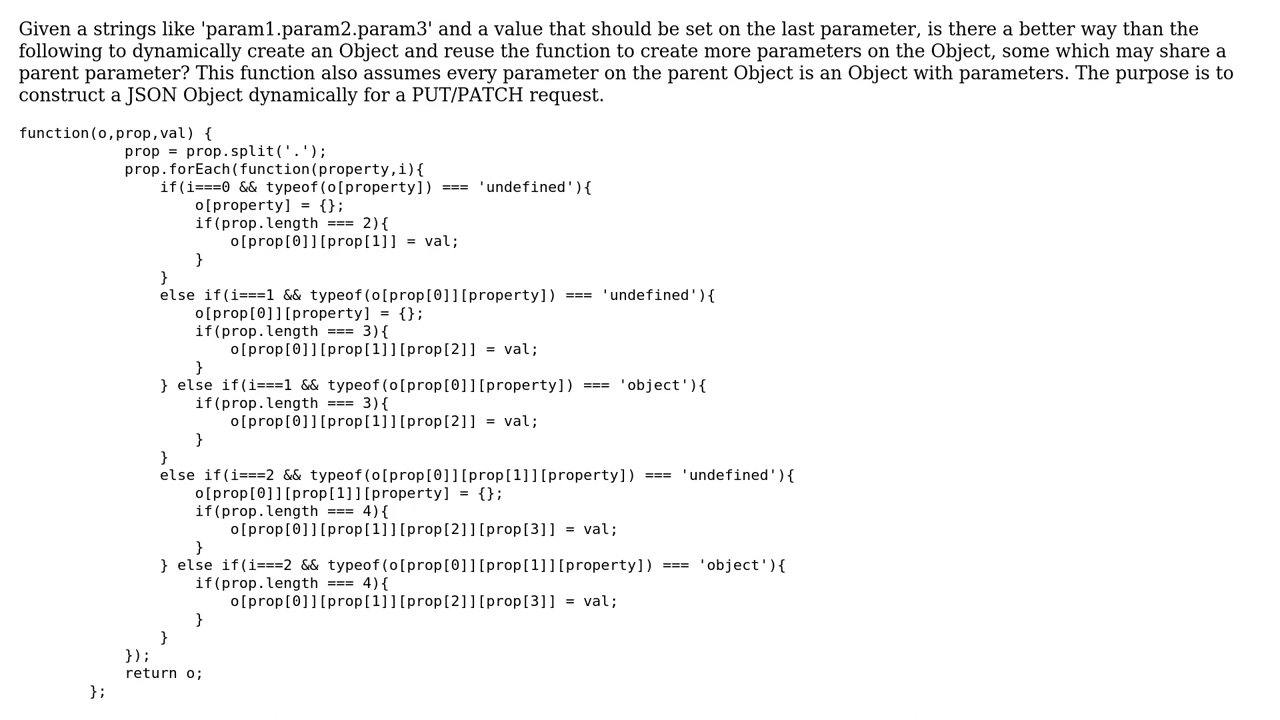 Given a strings like 'param1.param2.param3' and a value that should be set on the last parameter, is there a better way than the
following to dynamically create an Object and reuse the function to create more parameters on the Object, some which may share a
parent parameter? This function also assumes every parameter on the parent Object is an Object with parameters. The purpose is to
construct a JSON Object dynamically for a PUT/PATCH request.
function(o,prop,val) {
            prop = prop.split('.');
            prop.forEach(function(property,i){
                if(i===0 && typeof(o[property]) === 'undefined'){
                    o[property] = {};
                    if(prop.length === 2){
                        o[prop[0]][prop[1]] = val;
                    }
                }
                else if(i===1 && typeof(o[prop[0]][property]) === 'undefined'){
                    o[prop[0]][property] = {};
                    if(prop.length === 3){
                        o[prop[0]][prop[1]][prop[2]] = val;
                    }
                } else if(i===1 && typeof(o[prop[0]][property]) === 'object'){
                    if(prop.length === 3){
                        o[prop[0]][prop[1]][prop[2]] = val;
                    }
                }
                else if(i===2 && typeof(o[prop[0]][prop[1]][property]) === 'undefined'){
                    o[prop[0]][prop[1]][property] = {};
                    if(prop.length === 4){
                        o[prop[0]][prop[1]][prop[2]][prop[3]] = val;
                    }
                } else if(i===2 && typeof(o[prop[0]][prop[1]][property]) === 'object'){
                    if(prop.length === 4){
                        o[prop[0]][prop[1]][prop[2]][prop[3]] = val;
                    }
                }
            });
            return o;
        };